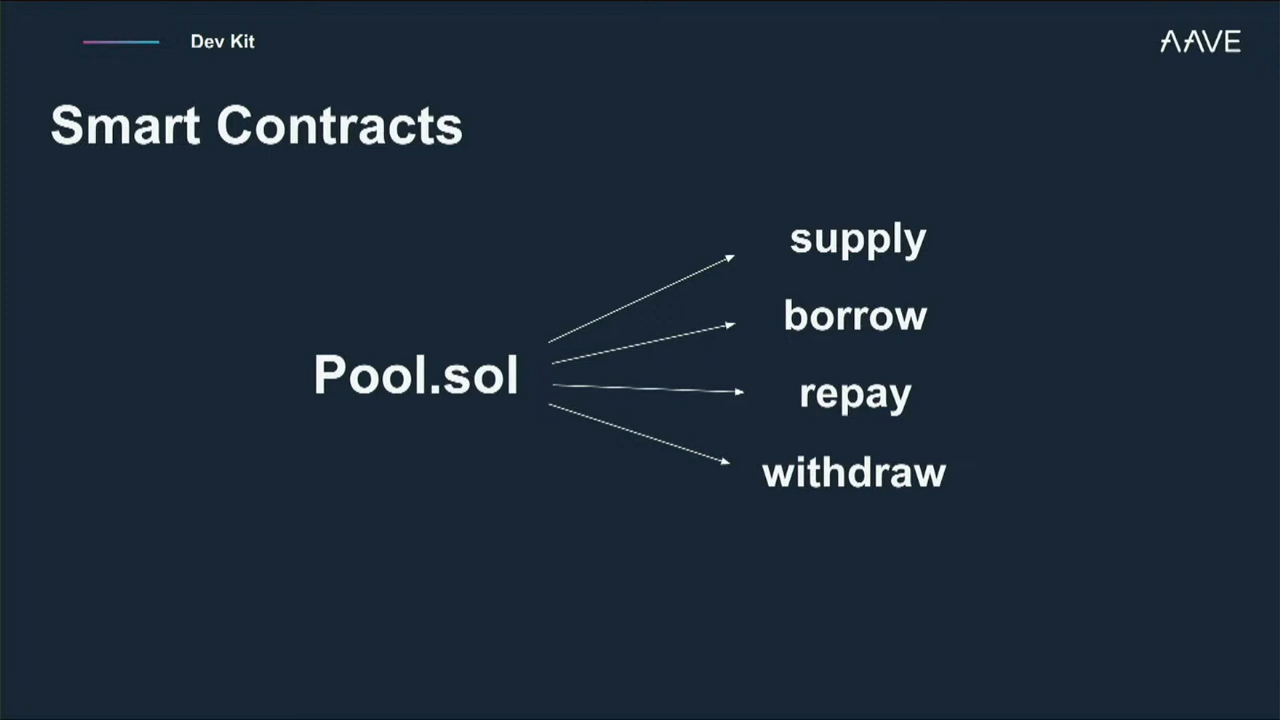 Dev Kit
AAVE
Smart Contracts
supply
borrow
Pool.sol
repay
withdraw